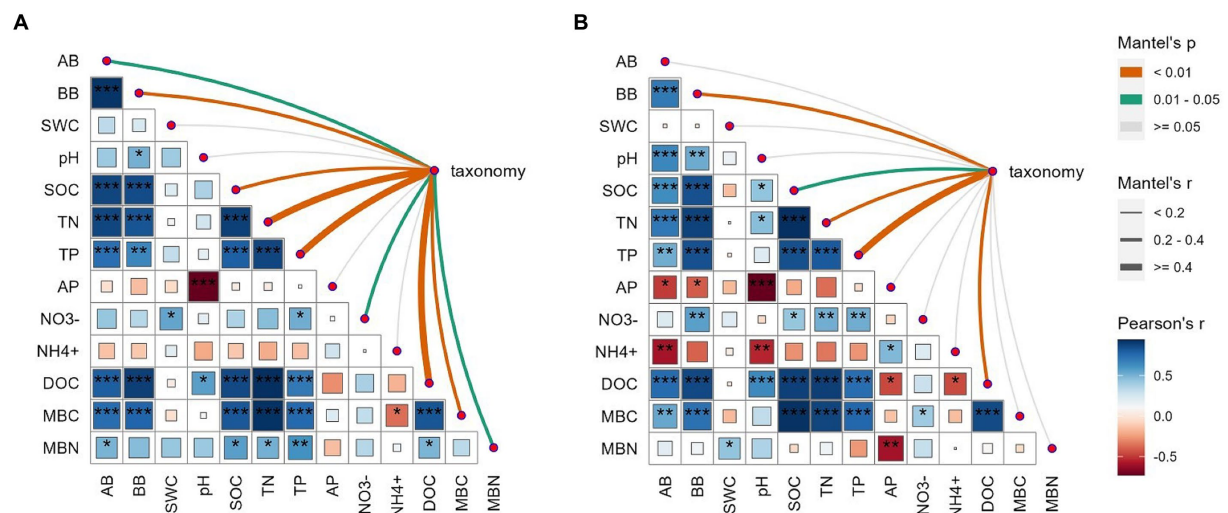 A
AB
BB ***
SWC
pH *
SOC *** ***
TN *** *** ***
TP *** ** *** ***
AP ***
NO3- * *
NH4+
DOC *** *** * *** *** ***
MBC *** *** *** *** *** * ***
MBN * * * ** *
AB BB SWC pH SOC TN TP AP NO3- NH4+ DOC MBC MBN
taxonomy
B
AB
BB ***
SWC
pH *** **
SOC *** *** *
TN *** *** * ***
TP ** *** *** ***
AP * * ***
NO3- ** * ** **
NH4+ ** ** *
DOC *** *** *** *** *** *** * *
MBC ** *** *** *** *** * ***
MBN * **
AB BB SWC pH SOC TN TP AP NO3- NH4+ DOC MBC MBN
taxonomy
Mantel's p
< 0.01
0.01 - 0.05
>= 0.05
Mantel's r
< 0.2
0.2 - 0.4
>= 0.4
Pearson's r
0.5
0.0
-0.5